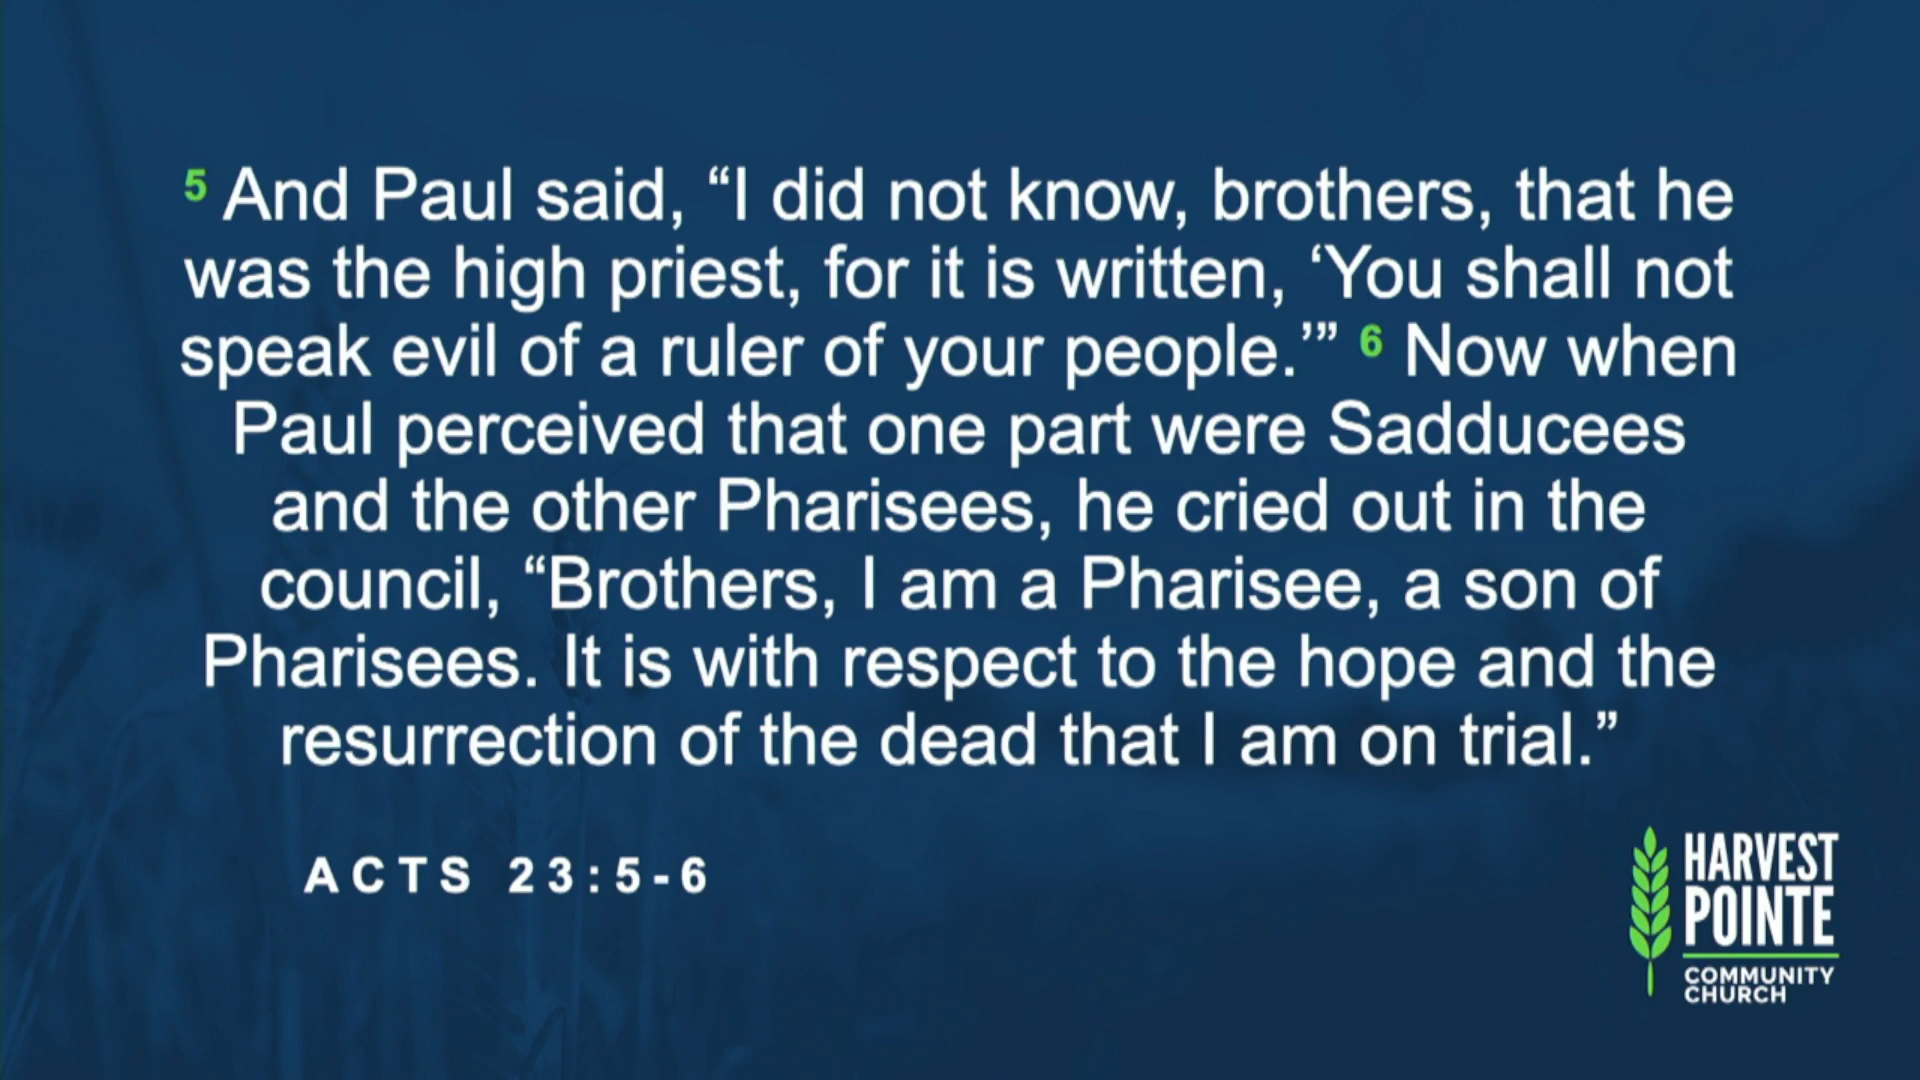 5 And Paul said, “I did not know, brothers, that he
was the high priest, for it is written, ‘You shall not
speak evil of a ruler of your people.’” 6 Now when
Paul perceived that one part were Sadducees
and the other Pharisees, he cried out in the
council, “Brothers, I am a Pharisee, a son of
Pharisees. It is with respect to the hope and the
resurrection of the dead that I am on trial.”
ACTS 23:5-6
HARVEST
POINTE
COMMUNITY
CHURCH